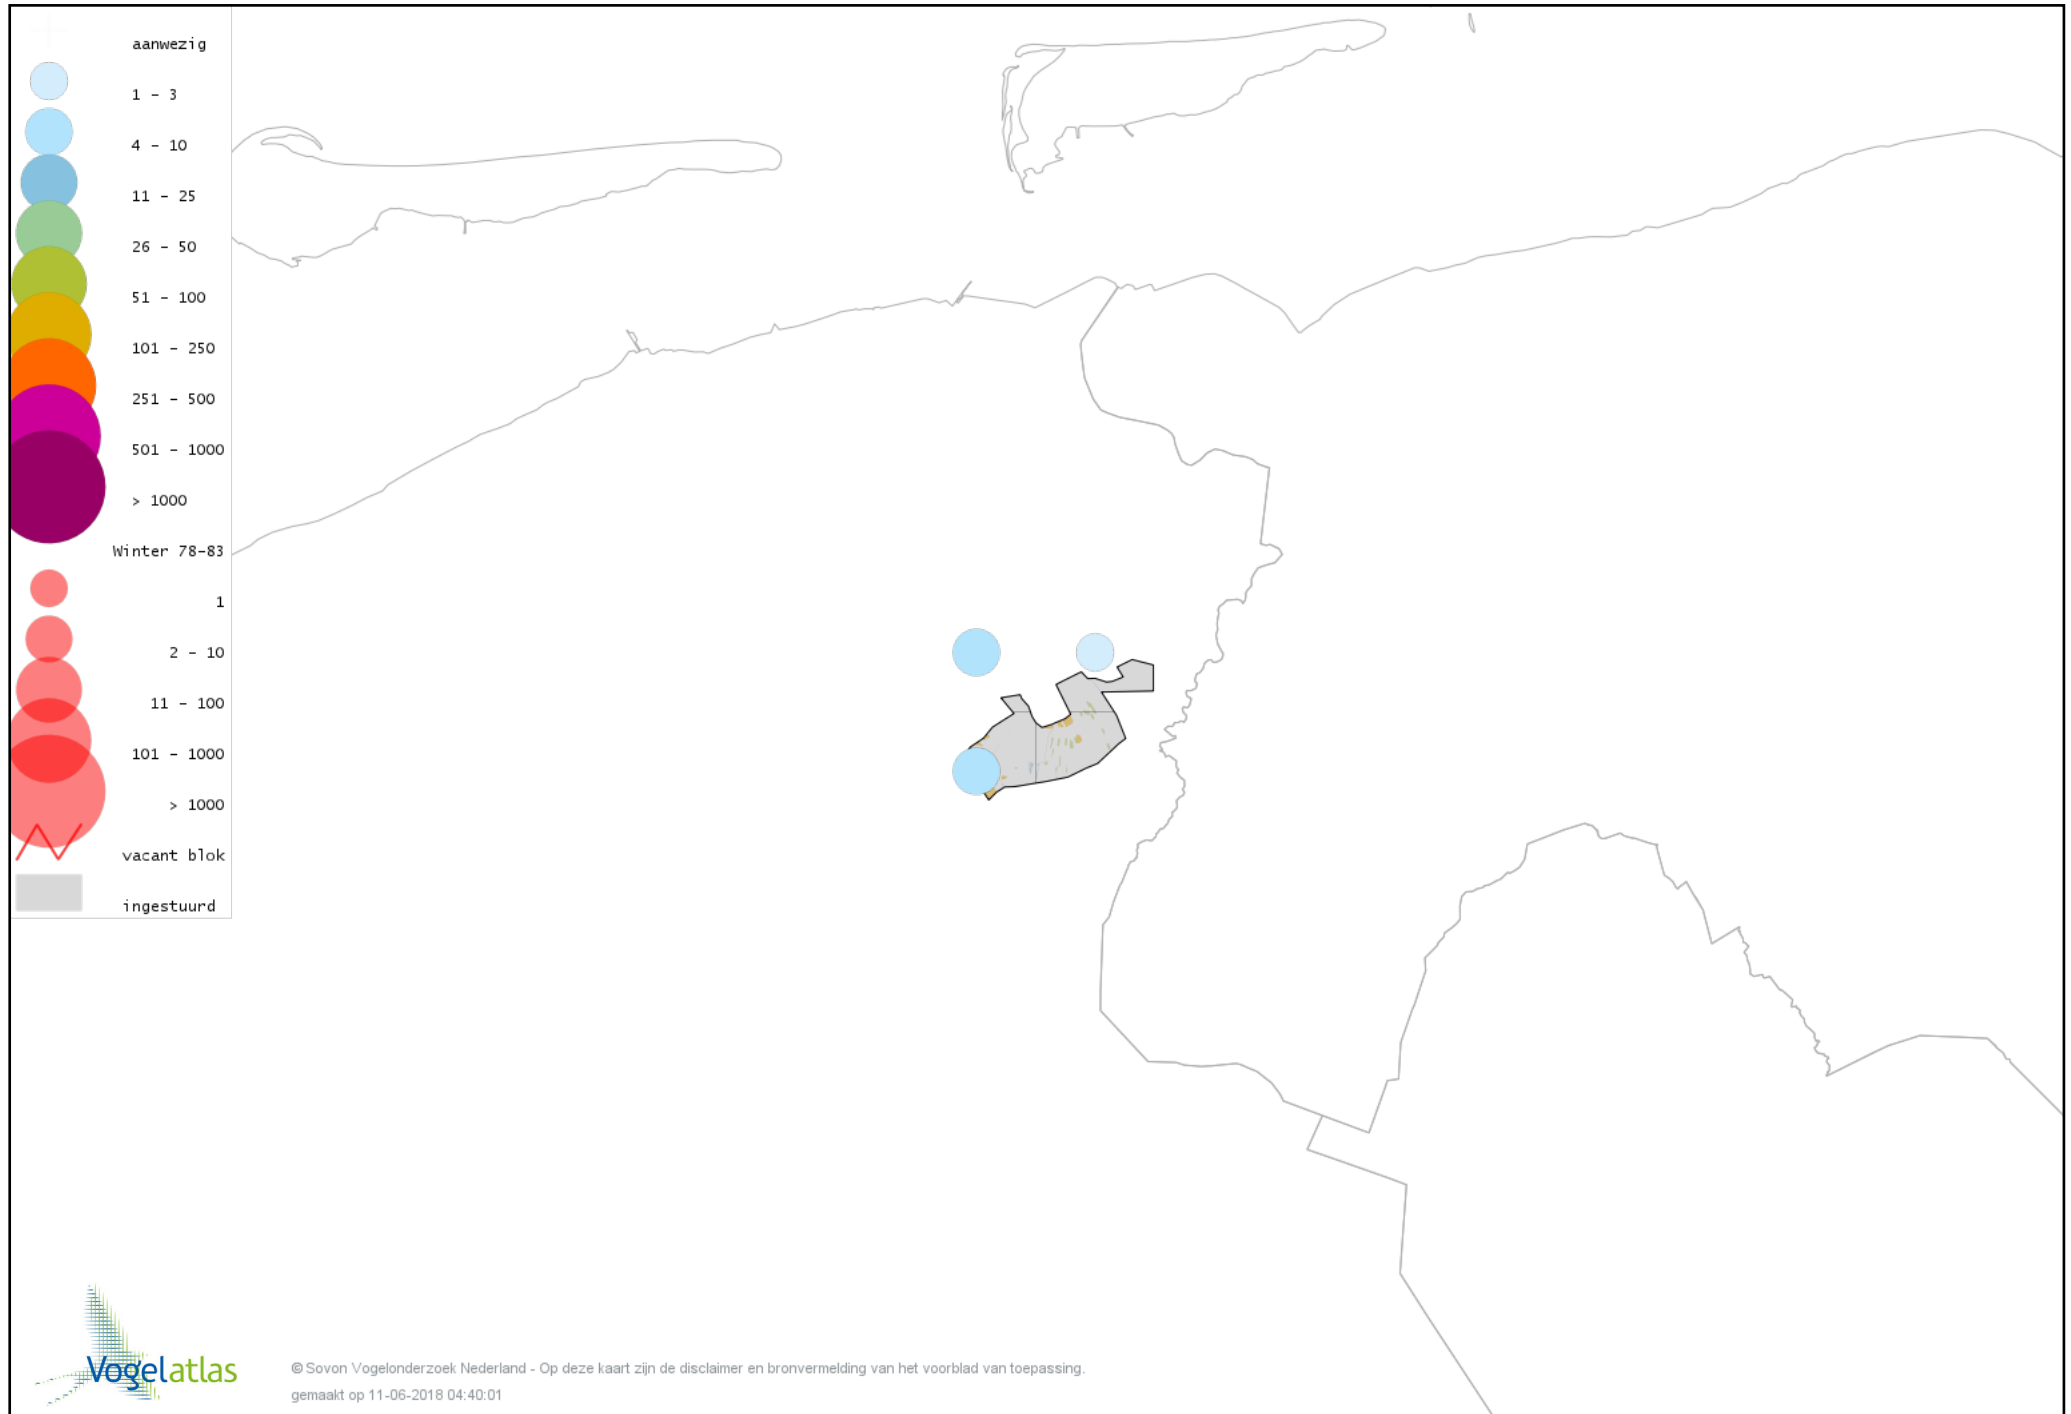 aanwezig
1 - 3
4 - 10
11 - 25
26 - 50
51 - 100
101 - 250
251 - 500
501 - 1000
> 1000
Winter 78-83
1
2 - 10
11 - 100
101 - 1000
> 1000
vacant blok
ingestuurd
Vogelatlas
© Sovon Vogelonderzoek Nederland - Op deze kaart zijn de disclaimer en bronvermelding van het voorblad van toepassing.
gemaakt op 11-06-2018 04:40:01